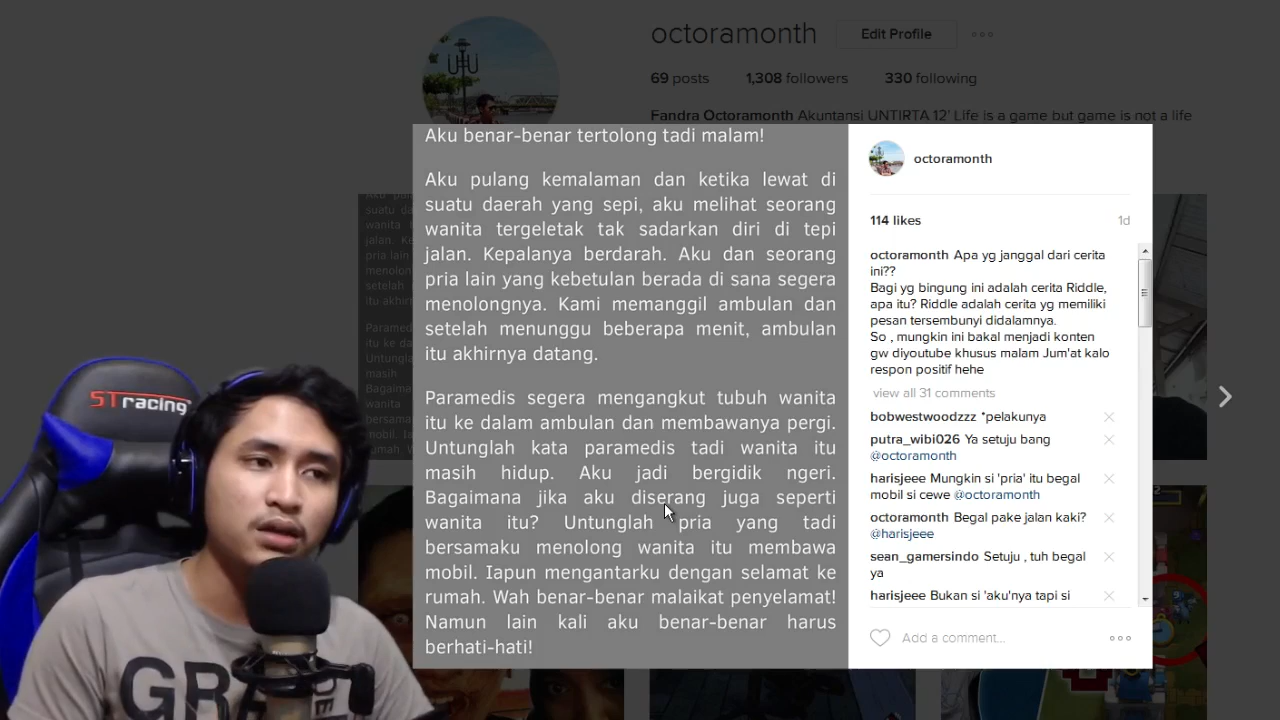 octoramonth Edit Profile
69 posts 1,308 followers 330 following
Fandra Octoramonth Akuntansi UNTIRTA 12' Life is a game but game is not a life
Aku benar-benar tertolong tadi malam!
Aku pulang kemalaman dan ketika lewat di
suatu daerah yang sepi, aku melihat seorang
wanita tergeletak tak sadarkan diri di tepi
jalan. Kepalanya berdarah. Aku dan seorang
pria lain yang kebetulan berada di sana segera
menolongnya. Kami memanggil ambulan dan
setelah menunggu beberapa menit, ambulan
itu akhirnya datang.
Paramedis segera mengangkut tubuh wanita
itu ke dalam ambulan dan membawanya pergi.
Untunglah kata paramedis tadi wanita itu
masih hidup. Aku jadi bergidik ngeri.
Bagaimana jika aku diserang juga seperti
wanita itu? Untunglah pria yang tadi
bersamaku menolong wanita itu membawa
mobil. Iapun mengantarku dengan selamat ke
rumah. Wah benar-benar malaikat penyelamat!
Namun lain kali aku benar-benar harus
berhati-hati!
octoramonth
114 likes 1d
octoramonth Apa yg janggal dari cerita
ini??
Bagi yg bingung ini adalah cerita Riddle,
apa itu? Riddle adalah cerita yg memiliki
pesan tersembunyi didalamnya.
So , mungkin ini bakal menjadi konten
gw diyoutube khusus malam Jum'at kalo
respon positif hehe
view all 31 comments
bobwestwoodzzz *pelakunya
putra_wibi026 Ya setuju bang
@octoramonth
harisjeee Mungkin si 'pria' itu begal
mobil si cewe @octoramonth
octoramonth Begal pake jalan kaki?
@harisjeee
sean_gamersindo Setuju , tuh begal
ya
harisjeee Bukan si 'aku'nya tapi si
Add a comment...
STracing
GRA